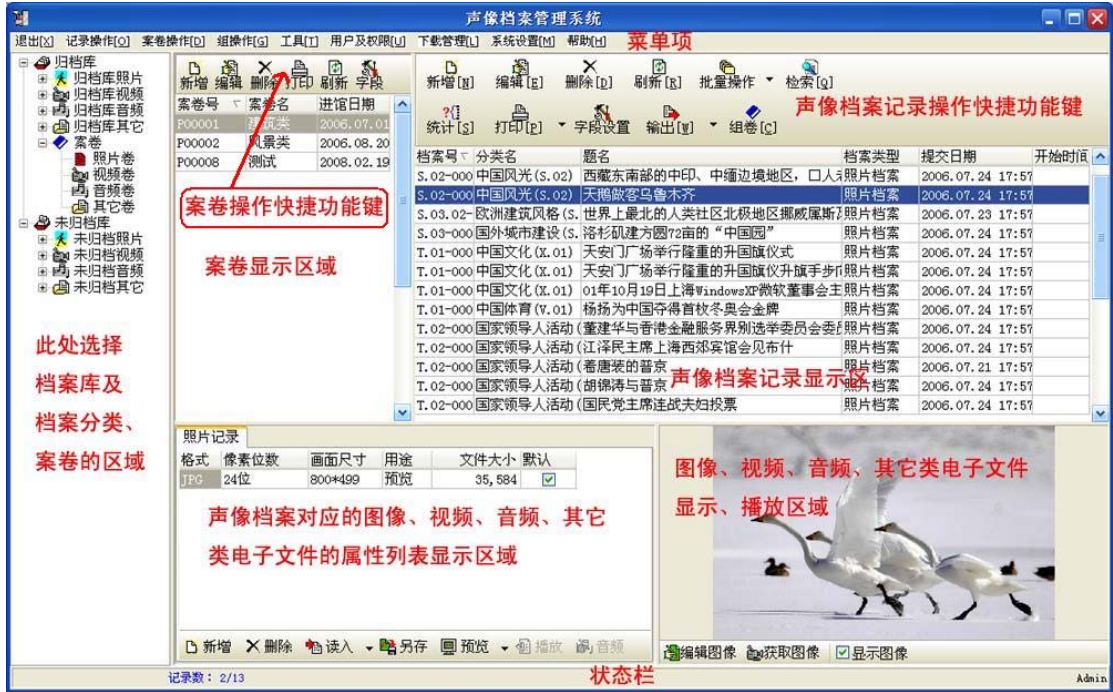 声像档案管理系统
退出[X] 记录操作[O] 案卷操作[D] 组操作[G] 工具[T] 用户及权限[U] 下载管理[L] 系统设置[M] 帮助[H] 菜单项
归档库
归档库照片
归档库视频
归档库音频
归档库其它
案卷
照片卷
视频卷
音频卷
其它卷
未归档库
未归档照片
未归档视频
未归档音频
未归档其它
此处选择
档案库及
档案分类、
案卷的区域
新增 编辑 删除 打印 刷新 字段
案卷号 案卷名 进馆日期
P00001 建筑类 2006.07.01
P00002 风景类 2006.08.20
P00008 测试 2008.02.19
案卷操作快捷功能键
案卷显示区域
新增[N] 编辑[E] 删除[D] 刷新[R] 批量操作 检索[Q]
声像档案记录操作快捷功能键
统计[S] 打印[P] 字段设置 输出[W] 组卷[C]
档案号 分类名 题名 档案类型 提交日期 开始时间
S.02-000 中国风光(S.02) 西藏东南部的中印、中缅边境地区，口人 照片档案 2006.07.24 17:57
S.02-000 中国风光(S.02) 天鹅做客乌鲁木齐 照片档案 2006.07.24 17:57
S.03.02- 欧洲建筑风格(S. 世界上最北的人类社区北极地区挪威属斯 照片档案 2006.07.23 17:57
S.03-000 国外城市建设(S. 洛杉矶建方圆72亩的“中国园” 照片档案 2006.07.24 17:57
T.01-000 中国文化(X.01) 天安门广场举行隆重的升国旗仪式 照片档案 2006.07.24 17:57
T.01-000 中国文化(X.01) 天安门广场举行隆重的升国旗仪升旗手步 照片档案 2006.07.24 17:57
T.01-000 中国文化(X.01) 01年10月19日上海WindowsXP微软董事会主 照片档案 2006.07.24 17:57
T.01-000 中国体育(V.01) 杨扬为中国夺得首枚冬奥会金牌 照片档案 2006.07.24 17:57
T.02-000 国家领导人活动( 董建华与香港金融服务界别选举委员会委 照片档案 2006.07.24 17:57
T.02-000 国家领导人活动( 江泽民主席上海西郊宾馆会见布什 照片档案 2006.07.24 17:57
T.02-000 国家领导人活动( 着唐装的普京 照片档案 2006.07.21 17:57
T.02-000 国家领导人活动( 胡锦涛与普京 照片档案 2006.07.24 17:57
T.02-000 国家领导人活动( 国民党主席连战夫妇投票 照片档案 2006.07.24 17:57
声像档案记录显示区
照片记录
格式 像素位数 画面尺寸 用途 文件大小 默认
JPG 24位 800*499 预览 35,584
声像档案对应的图像、视频、音频、其它
类电子文件的属性列表显示区域
新增 删除 读入 另存 预览 播放 音频
图像、视频、音频、其它类电子文件
显示、播放区域
编辑图像 获取图像 显示图像
记录数: 2/13 状态栏 Admin